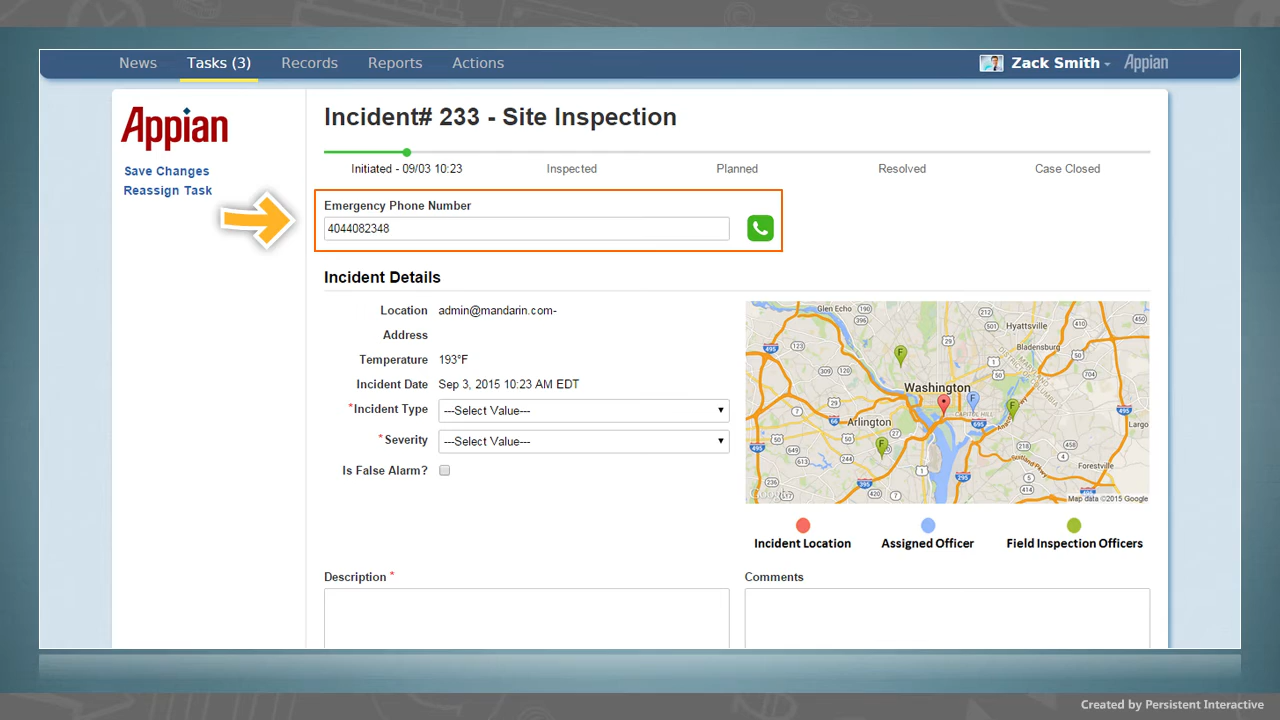 News Tasks (3) Records Reports Actions Zack Smith Appian
Appian
Save Changes
Reassign Task
Incident# 233 - Site Inspection
Initiated - 09/03 10:23 Inspected Planned Resolved Case Closed
Emergency Phone Number
4044082348
Incident Details
Location admin@mandarin.com-
Address
Temperature 193°F
Incident Date Sep 3, 2015 10:23 AM EDT
*Incident Type ---Select Value---
*Severity ---Select Value---
Is False Alarm?
Glen Echo
Hyattsville
Bladensburg
Washington
CAPITOL HILL
Arlington
Largo
Forestville
Map data ©2015 Google
Incident Location Assigned Officer Field Inspection Officers
Description *
Comments
Created by Persistent Interactive